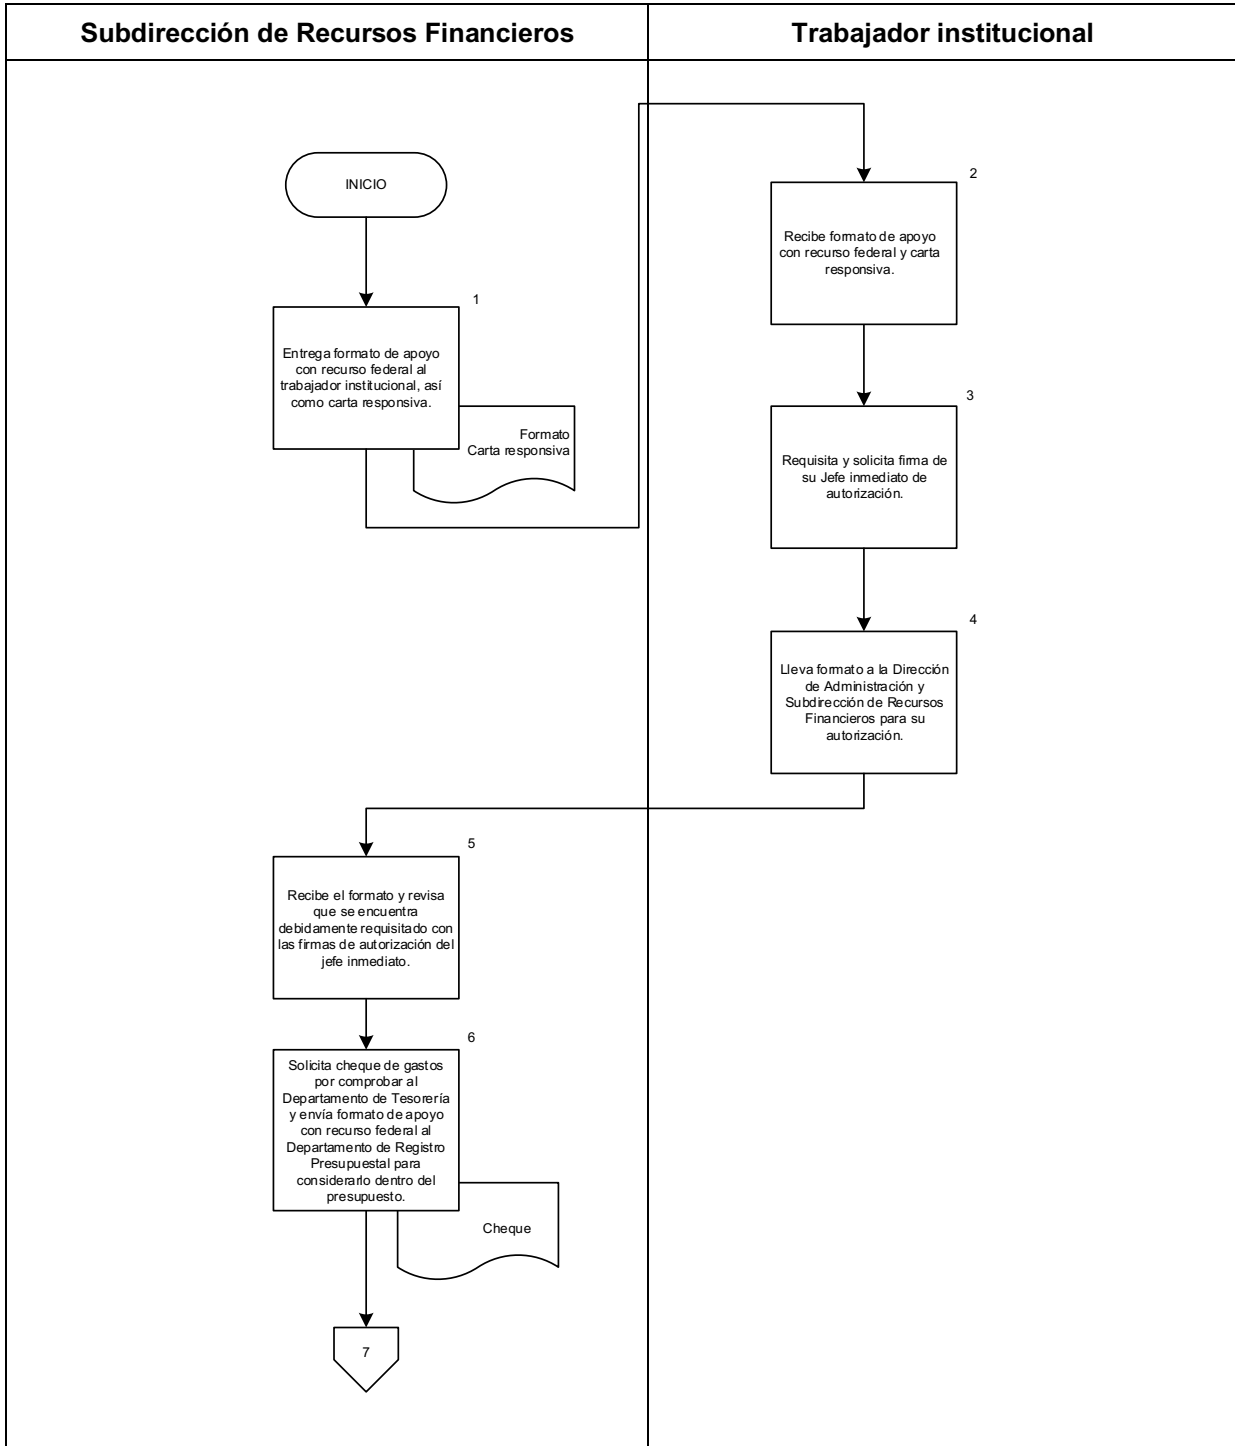 Subdirección de Recursos Financieros
Trabajador institucional
INICIO
1
Entrega formato de apoyo
con recurso federal al
trabajador institucional, así
como carta responsiva.
Formato
Carta responsiva
2
Recibe formato de apoyo
con recurso federal y carta
responsiva.
3
Requisita y solicita firma de
su Jefe inmediato de
autorización.
4
Lleva formato a la Dirección
de Administración y
Subdirección de Recursos
Financieros para su
autorización.
5
Recibe el formato y revisa
que se encuentra
debidamente requisitado con
las firmas de autorización del
jefe inmediato.
6
Solicita cheque de gastos
por comprobar al
Departamento de Tesorería
y envía formato de apoyo
con recurso federal al
Departamento de Registro
Presupuestal para
considerarlo dentro del
presupuesto.
Cheque
7